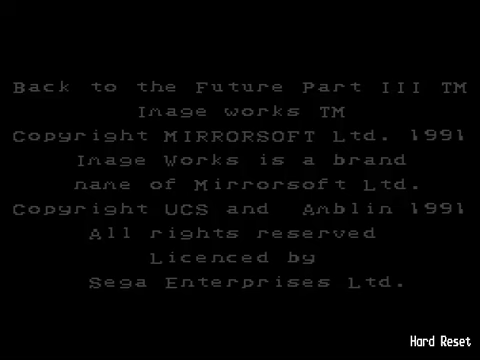 Back to the Future Part III TM
Image works TM
Copyright MIRRORSOFT Ltd. 1991
Image Works is a brand
name of Mirrorsoft Ltd.
Copyright UCS and Amblin 1991
All rights reserved
Licenced by
Sega Enterprises Ltd.
Hard Reset